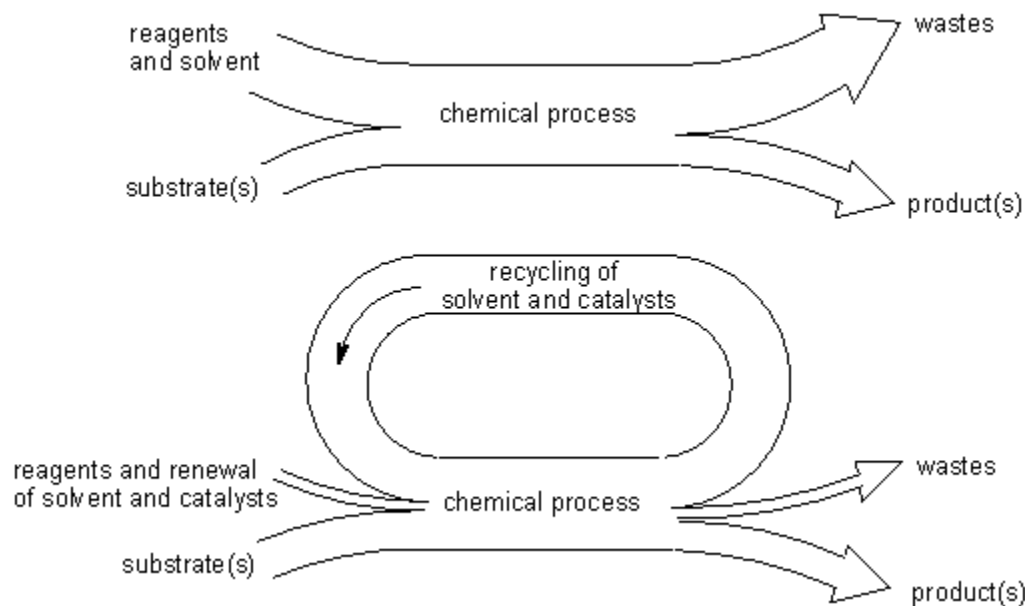 reagents
and solvent
wastes
chemical process
substrate(s)
product(s)
recycling of
solvent and catalysts
reagents and renewal
of solvent and catalysts
wastes
chemical process
substrate(s)
product(s)